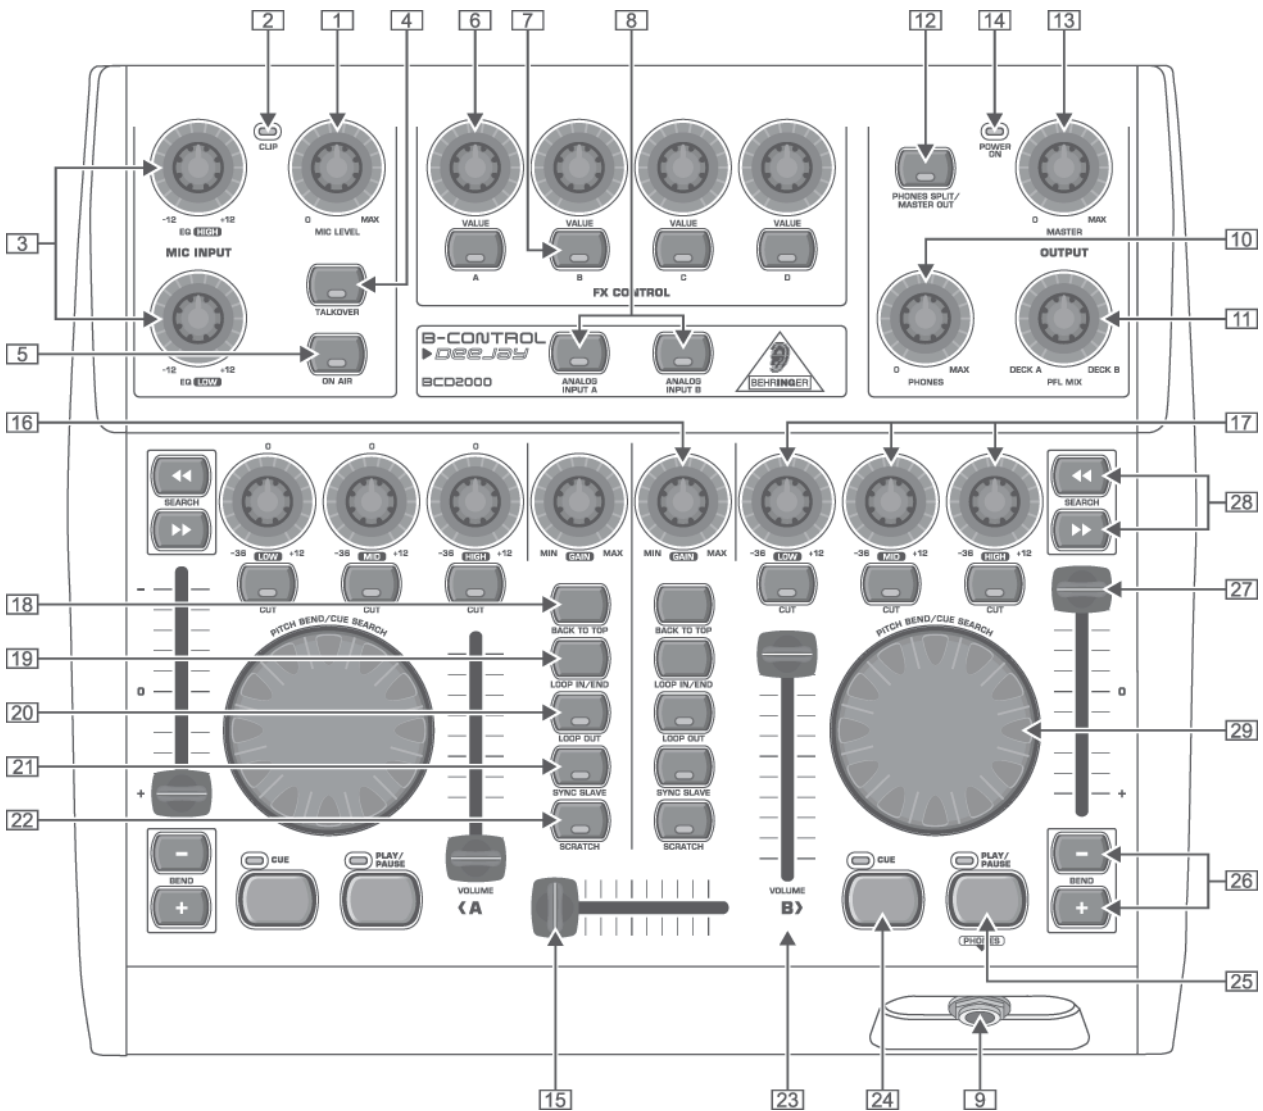 2 1 4 6 7 8 12 14 13
CLIP
POWER ON
PHONES SPLIT/
MASTER OUT
-12 +12
EQ HIGH
0 MAX
MIC LEVEL
VALUE VALUE VALUE VALUE
0 MAX
MASTER
3
MIC INPUT
A B C D
OUTPUT
10
FX CONTROL
TALKOVER
11
5
B-CONTROL
DEEJAY
BCD2000
ON AIR
-12 +12
EQ LOW
ANALOG
INPUT A
ANALOG
INPUT B
BEHRINGER
0 MAX
PHONES
DECK A DECK B
PFL MIX
16 17
0 0 0
SEARCH SEARCH
28
-36 LOW +12
-36 MID +12
-36 HIGH +12
MIN GAIN MAX
MIN GAIN MAX
-36 LOW +12
-36 MID +12
-36 HIGH +12
- 27
18
CUT CUT CUT CUT CUT CUT
PITCH BEND/CUE SEARCH
BACK TO TOP BACK TO TOP
PITCH BEND/CUE SEARCH
19
LOOP IN/END LOOP IN/END
0 0
20
LOOP OUT LOOP OUT
29
21
SYNC SLAVE SYNC SLAVE
+ +
22
SCRATCH SCRATCH
-
BEND
+
CUE
PLAY/
PAUSE
VOLUME
A
VOLUME
B
CUE
PLAY/
PAUSE
-
BEND
+
26
PHONES
25
15 23 24 9